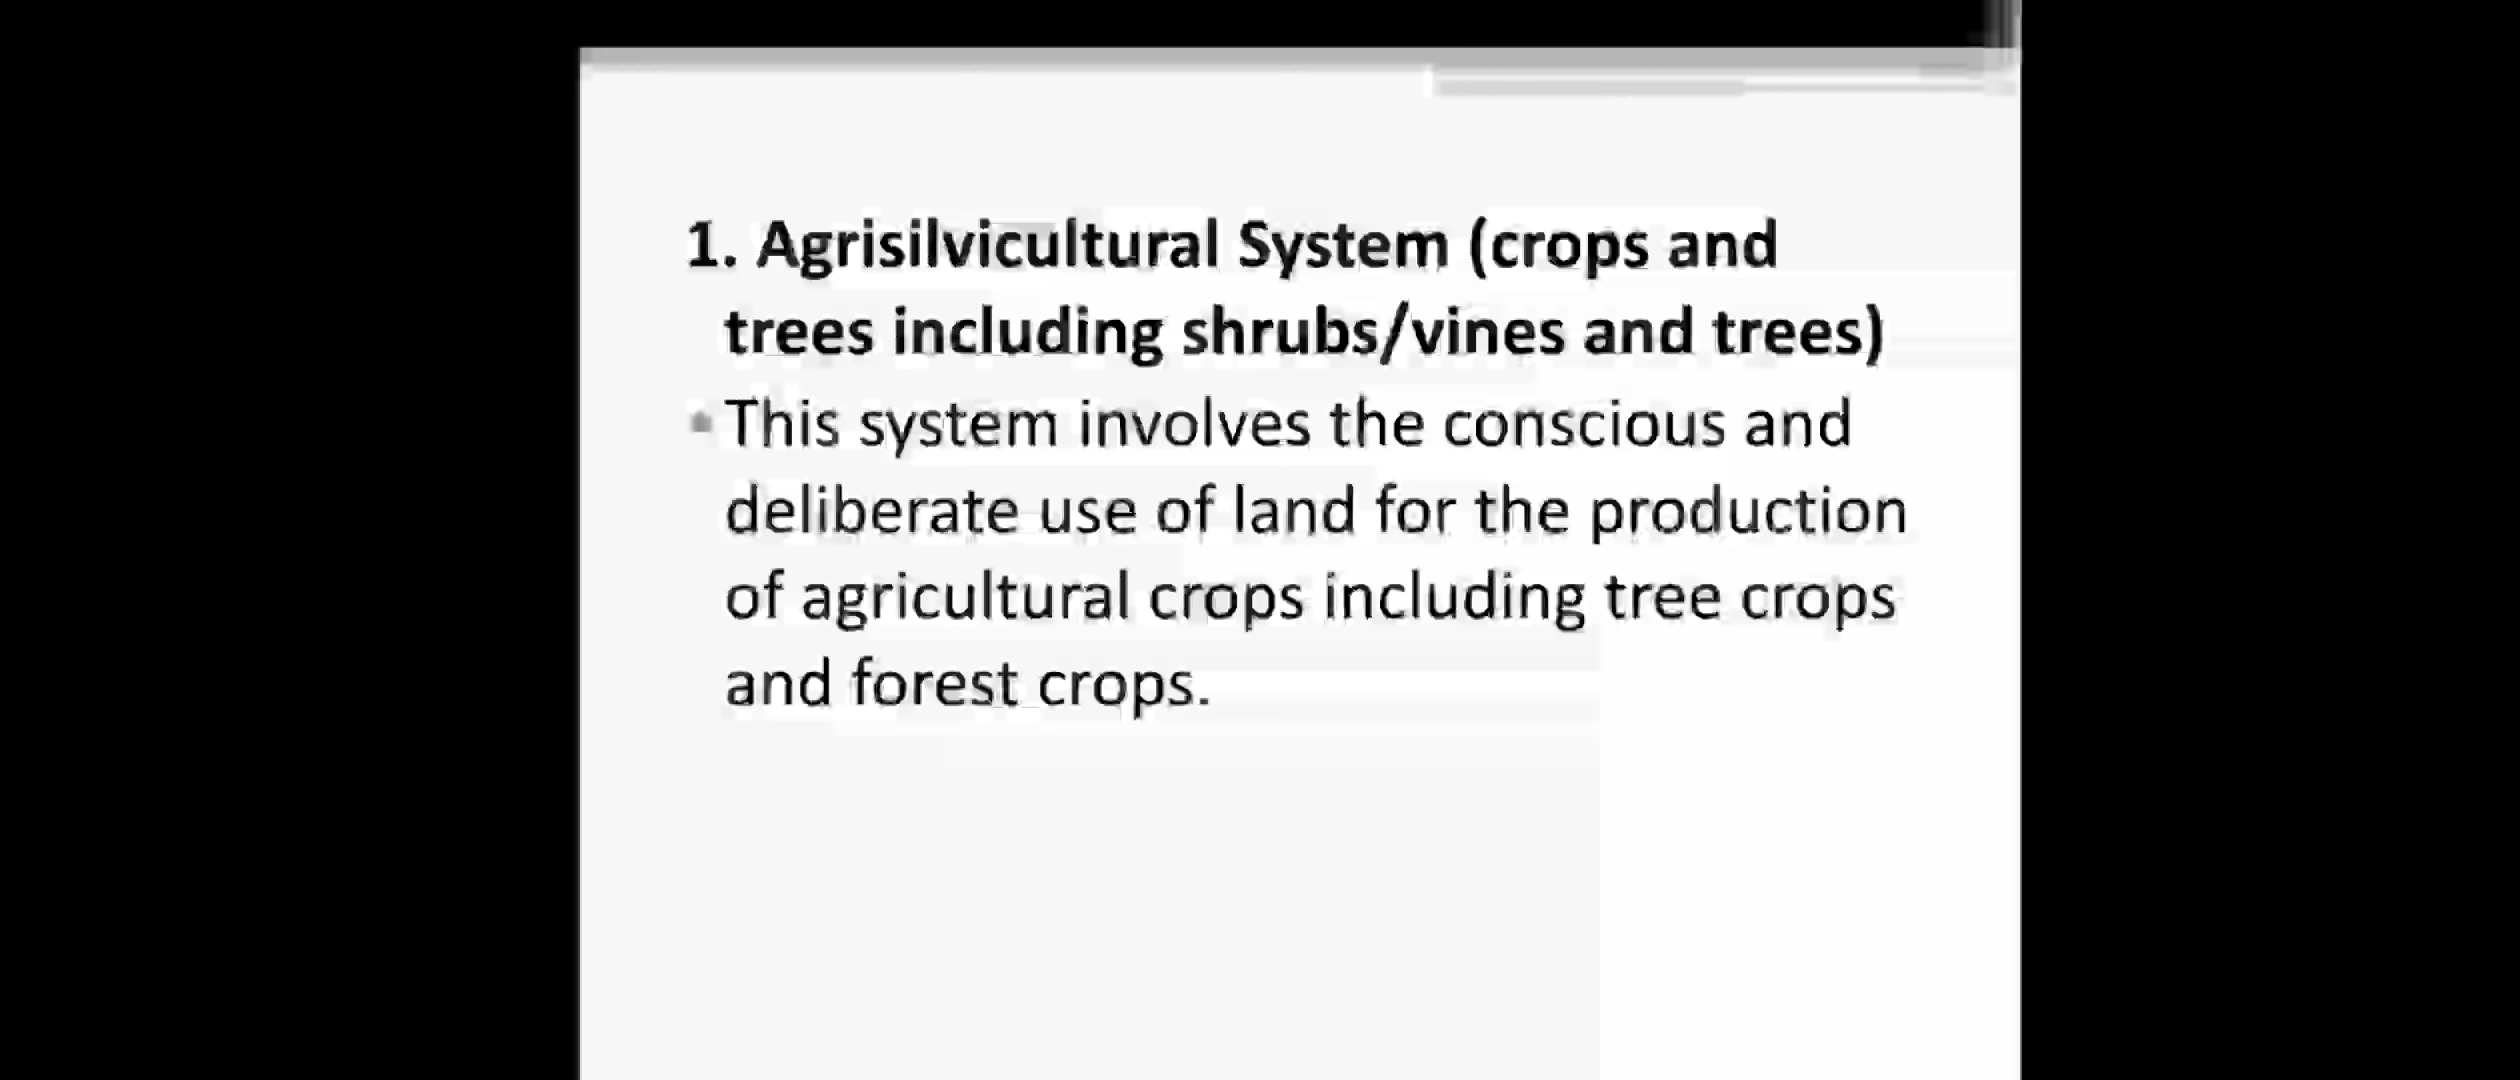 1. Agrisilvicultural System (crops and
trees including shrubs/vines and trees)
This system involves the conscious and
deliberate use of land for the production
of agricultural crops including tree crops
and forest crops.